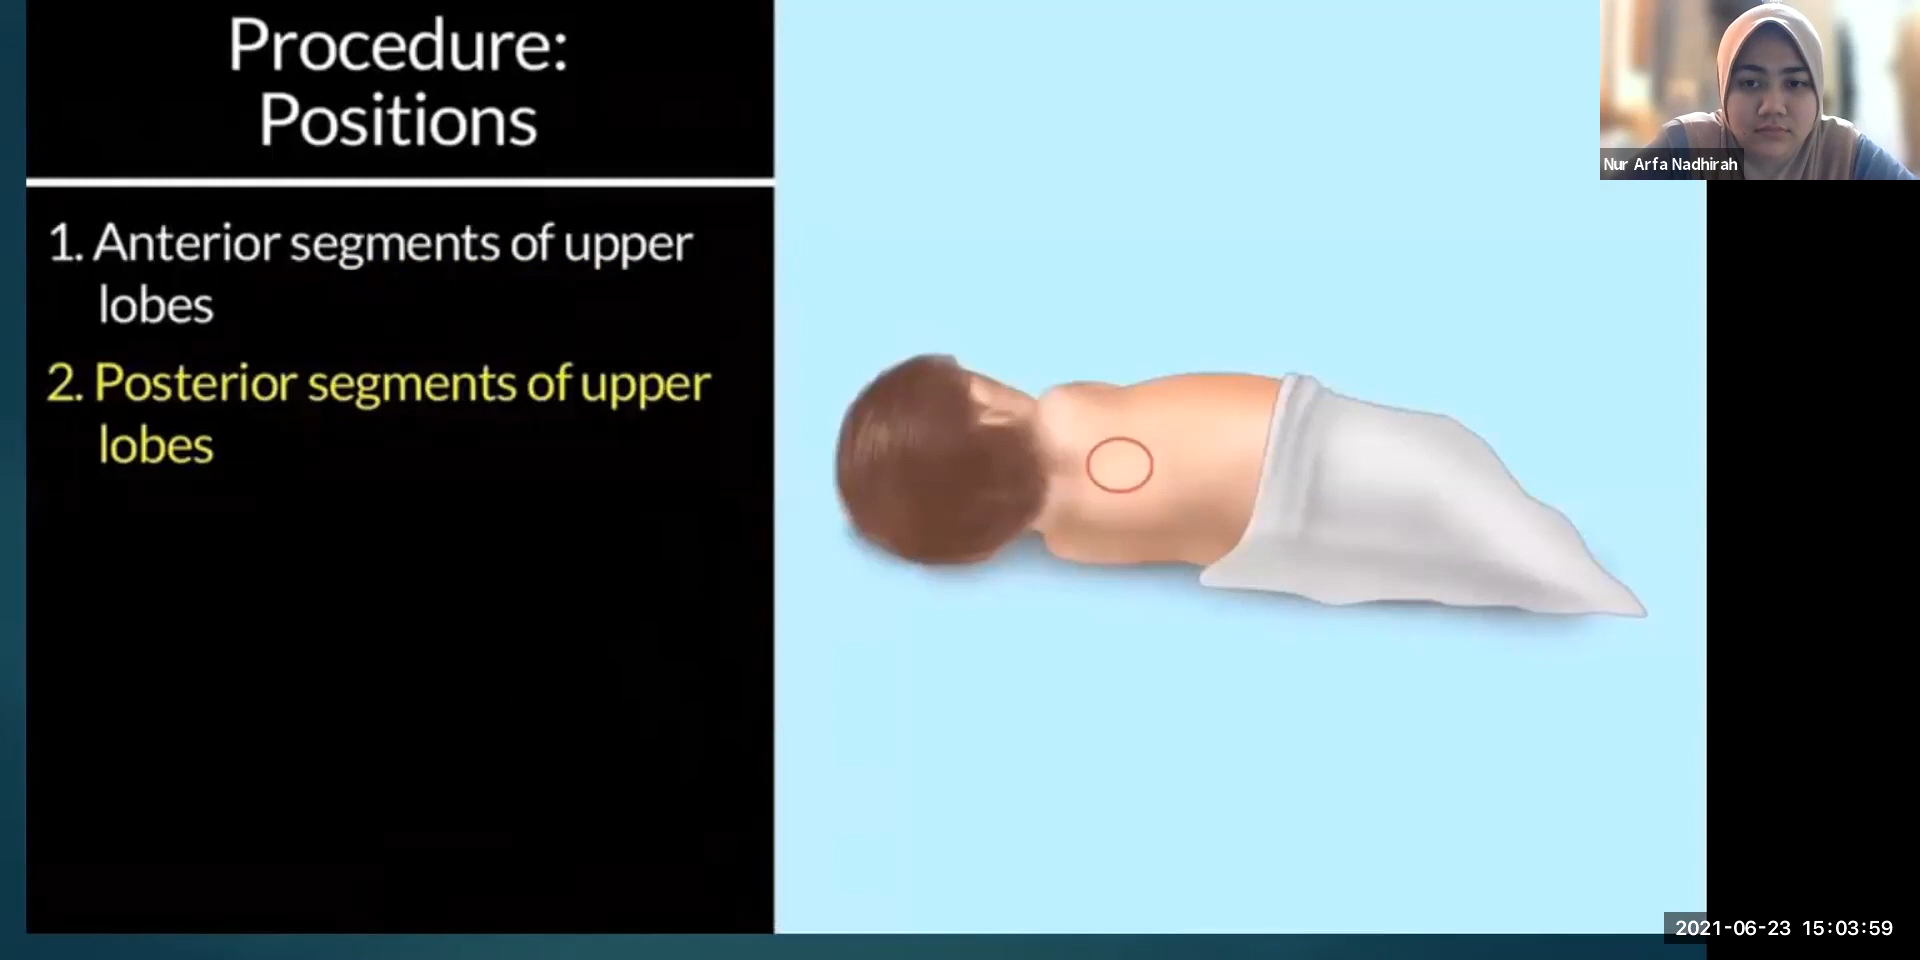 Procedure:
Positions
1. Anterior segments of upper
lobes
2. Posterior segments of upper
lobes
Nur Arfa Nadhirah
2021-06-23 15:03:59